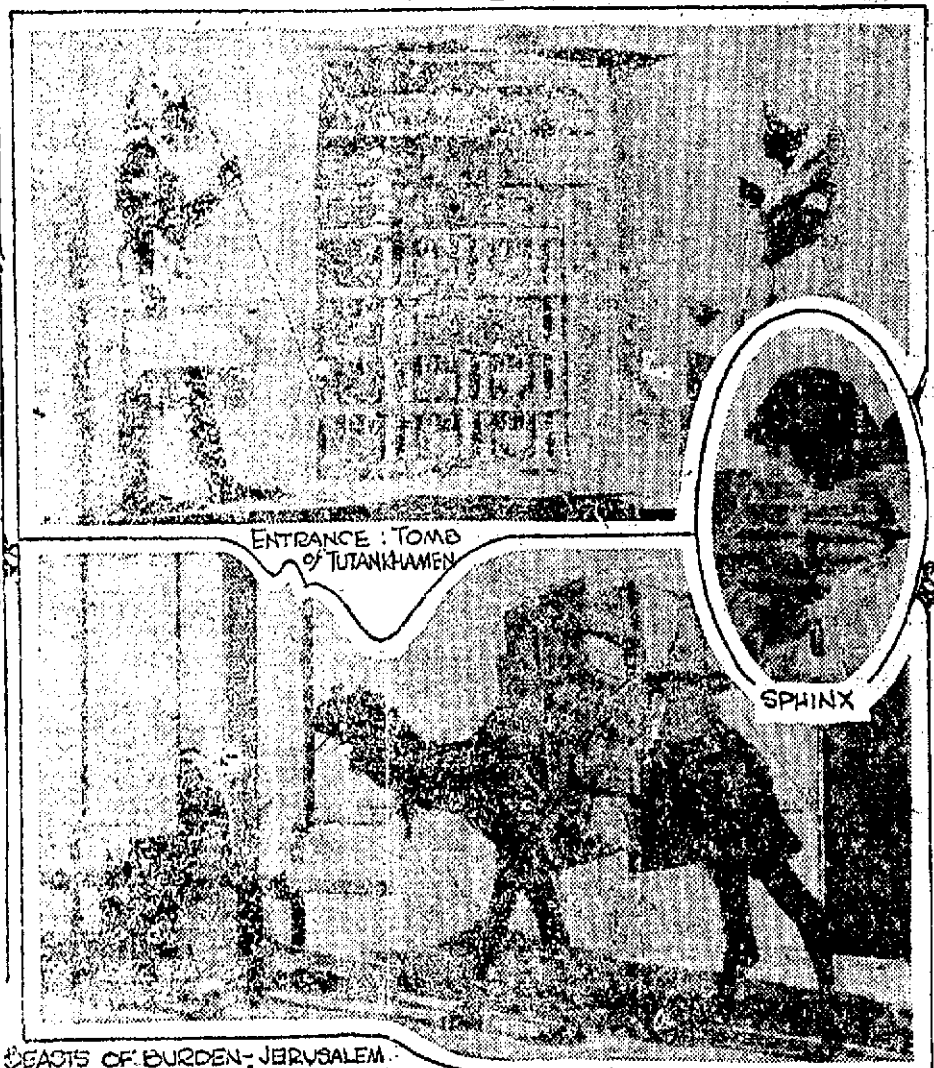 ENTRANCE : TOMB
of TUTANKHAMEN
SPHINX
BEASTS OF BURDEN - JERUSALEM.